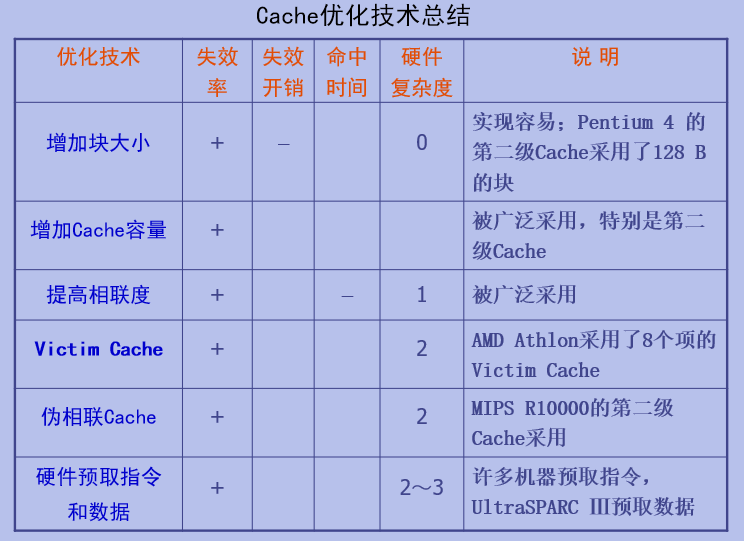 Cache优化技术总结
优化技术 失效率 失效开销 命中时间 硬件复杂度 说 明
增加块大小 + － 0 实现容易；Pentium 4 的
第二级Cache采用了128 B
的块
增加Cache容量 + 被广泛采用，特别是第二
级Cache
提高相联度 + － 1 被广泛采用
Victim Cache + 2 AMD Athlon采用了8个项的
Victim Cache
伪相联Cache + 2 MIPS R10000的第二级
Cache采用
硬件预取指令
和数据 + 2～3 许多机器预取指令，
UltraSPARC Ⅲ预取数据